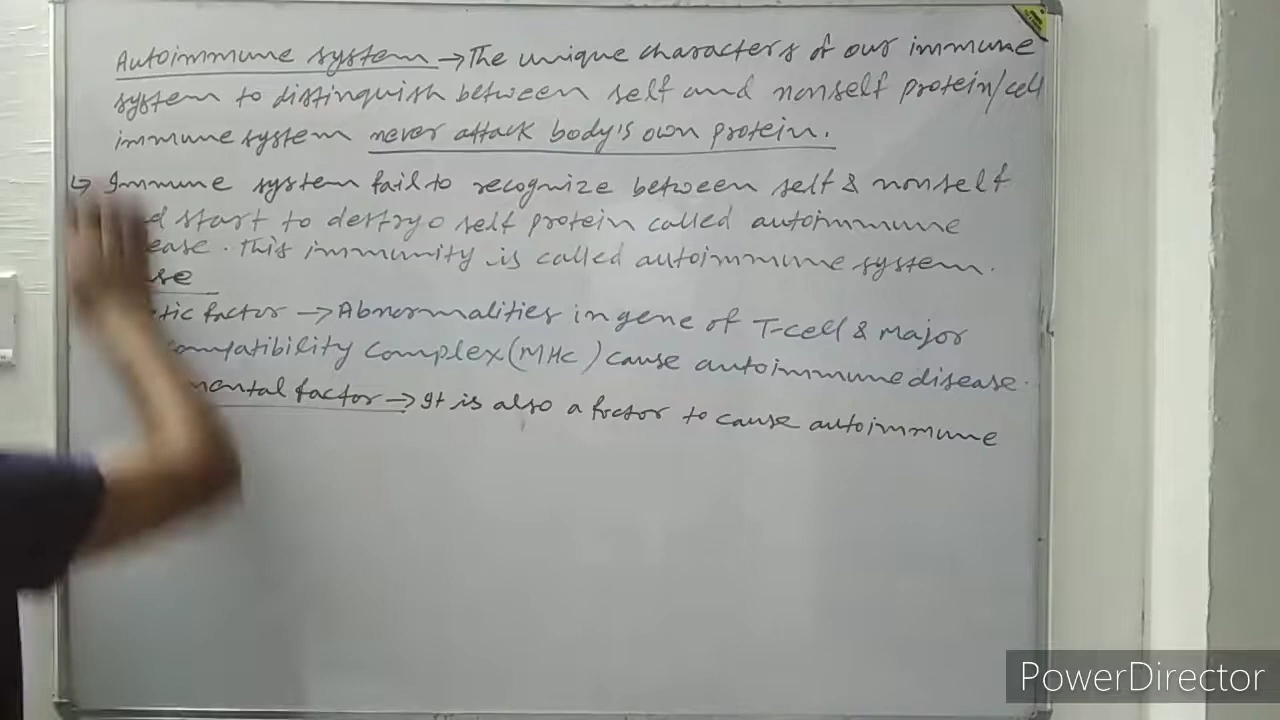 Autoimmune system → The unique characters of our immune
system to distinguish between self and nonself protein/cell
immune system never attack body's own protein.
↳ Immune system fail to recognize between self & nonself
start to destryo self protein called autoimmune
ease. This immunity is called autoimmune system.
se
tic factor → Abnormalities in gene of T-cell & Major
compatibility complex (MHC) cause autoimmune disease.
mental factor → It is also a factor to cause autoimmune
PowerDirector